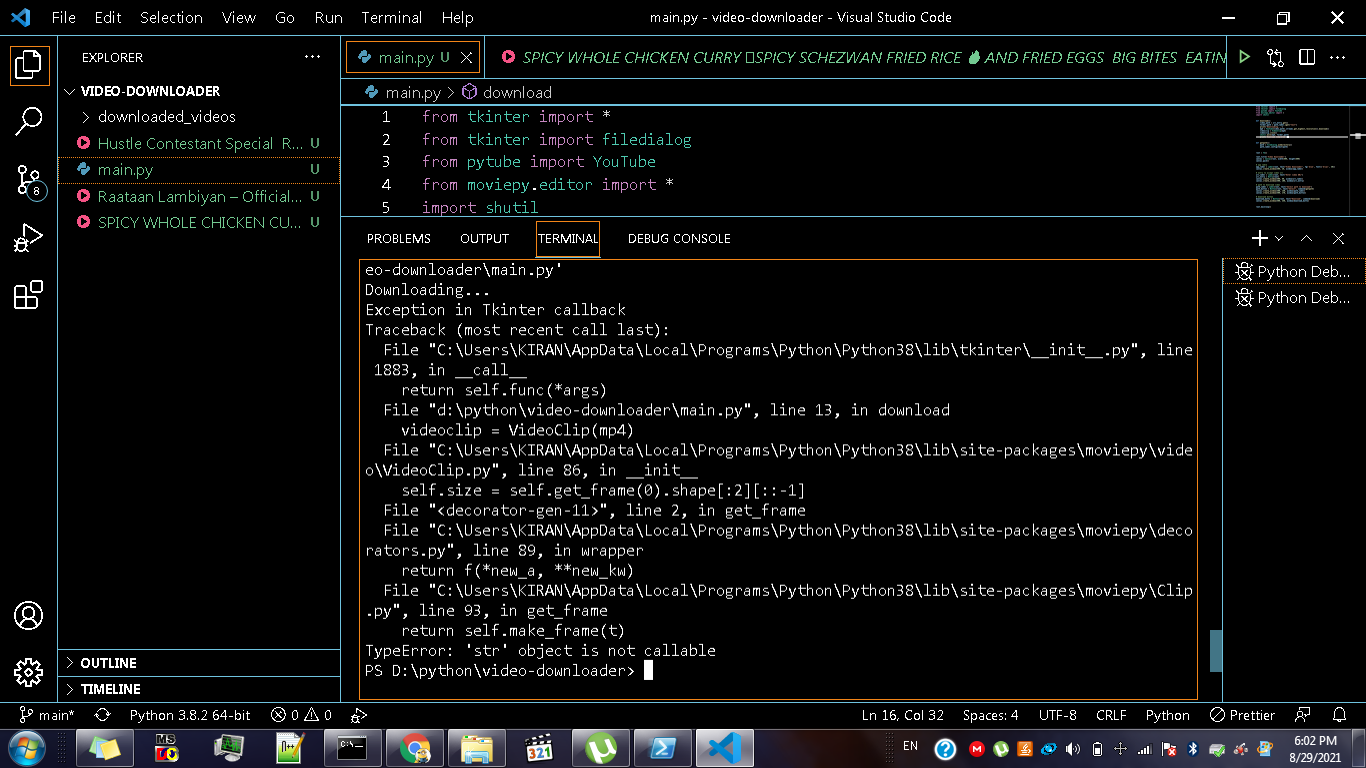 File Edit Selection View Go Run Terminal Help
main.py - video-downloader - Visual Studio Code
EXPLORER
main.py U
SPICY WHOLE CHICKEN CURRY SPICY SCHEZWAN FRIED RICE AND FRIED EGGS BIG BITES EATIN
VIDEO-DOWNLOADER
downloaded_videos
Hustle Contestant Special R... U
main.py U
Raataan Lambiyan – Official... U
SPICY WHOLE CHICKEN CU... U
main.py > download
1 from tkinter import *
2 from tkinter import filedialog
3 from pytube import YouTube
4 from moviepy.editor import *
5 import shutil
PROBLEMS OUTPUT TERMINAL DEBUG CONSOLE
eo-downloader\main.py'
Downloading...
Exception in Tkinter callback
Traceback (most recent call last):
File "C:\Users\KIRAN\AppData\Local\Programs\Python\Python38\lib\tkinter\__init__.py", line
1883, in __call__
return self.func(*args)
File "d:\python\video-downloader\main.py", line 13, in download
videoclip = VideoClip(mp4)
File "C:\Users\KIRAN\AppData\Local\Programs\Python\Python38\lib\site-packages\moviepy\vide
o\VideoClip.py", line 86, in __init__
self.size = self.get_frame(0).shape[:2][::-1]
File "<decorator-gen-11>", line 2, in get_frame
File "C:\Users\KIRAN\AppData\Local\Programs\Python\Python38\lib\site-packages\moviepy\deco
rators.py", line 89, in wrapper
return f(*new_a, **new_kw)
File "C:\Users\KIRAN\AppData\Local\Programs\Python\Python38\lib\site-packages\moviepy\Clip
.py", line 93, in get_frame
return self.make_frame(t)
TypeError: 'str' object is not callable
PS D:\python\video-downloader>
Python Deb...
Python Deb...
8
OUTLINE
TIMELINE
main* Python 3.8.2 64-bit 0 0
Ln 16, Col 32 Spaces: 4 UTF-8 CRLF Python Prettier
MS
C:\
321
EN
6:02 PM
8/29/2021